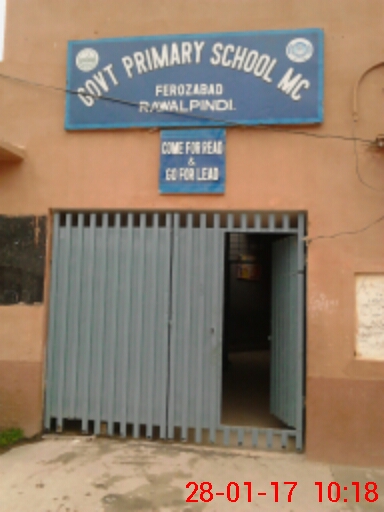 GOVT PRIMARY SCHOOL MC
FEROZABAD
RAWALPINDI.
COME FOR READ
&
GO FOR LEAD
28-01-17 10:18